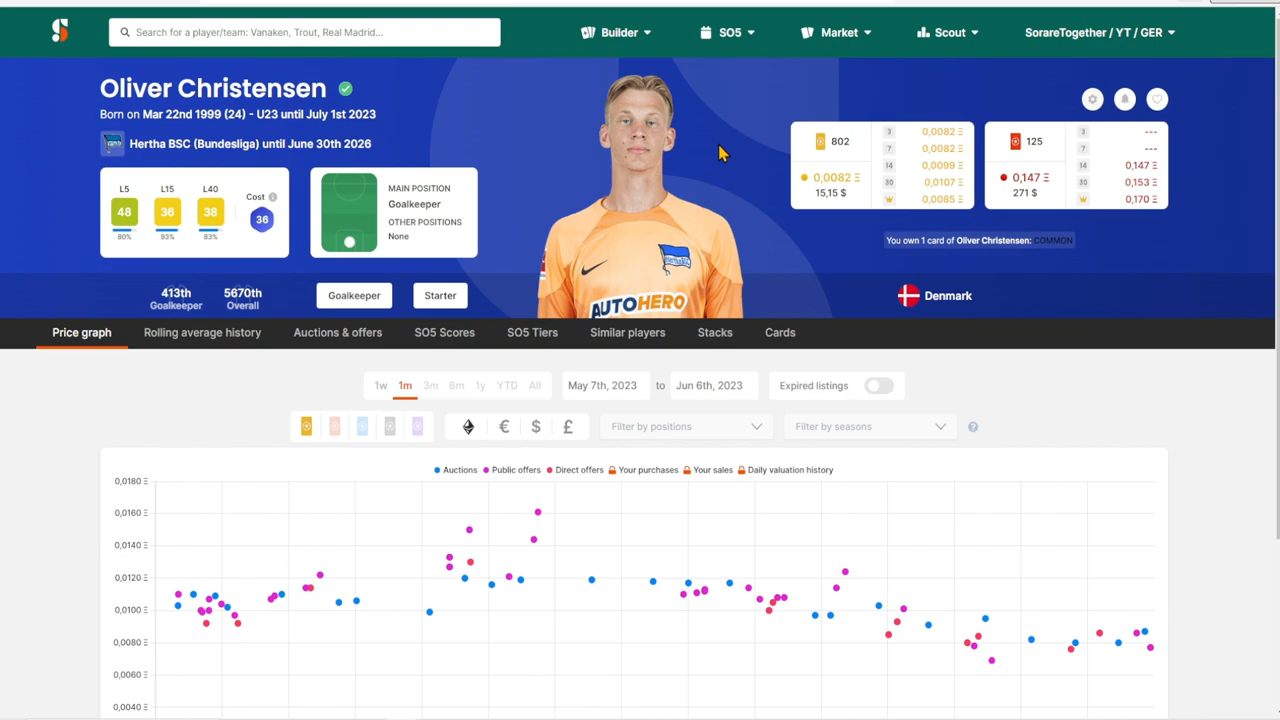 Search for a player/team: Vanaken, Trout, Real Madrid...
Builder
SO5
Market
Scout
SorareTogether / YT / GER
Oliver Christensen
Born on Mar 22nd 1999 (24) - U23 until July 1st 2023
Hertha BSC (Bundesliga) until June 30th 2026
L5 L15 L40 Cost
48 36 38 36
80% 93% 83%
MAIN POSITION
Goalkeeper
OTHER POSITIONS
None
413th
Goalkeeper
5670th
Overall
Goalkeeper
Starter
AUTOHERO
802
0,0082 Ξ
15,15 $
3 0,0082 Ξ
7 0,0082 Ξ
14 0,0099 Ξ
30 0,0107 Ξ
0,0085 Ξ
125
0,147 Ξ
271 $
3 ---
7 ---
14 0,147 Ξ
30 0,153 Ξ
0,170 Ξ
You own 1 card of Oliver Christensen: COMMON
Denmark
Price graph
Rolling average history
Auctions & offers
SO5 Scores
SO5 Tiers
Similar players
Stacks
Cards
1w 1m 3m 6m 1y YTD All
May 7th, 2023 to Jun 6th, 2023
Expired listings
€ $ £
Filter by positions
Filter by seasons
?
Auctions Public offers Direct offers Your purchases Your sales Daily valuation history
0,0180 Ξ
0,0160 Ξ
0,0140 Ξ
0,0120 Ξ
0,0100 Ξ
0,0080 Ξ
0,0060 Ξ
0,0040 Ξ